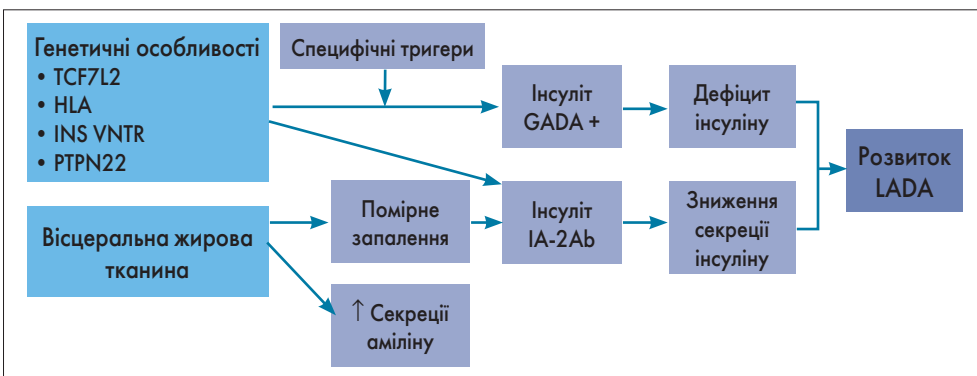 Генетичні особливості
• TCF7L2
• HLA
• INS VNTR
• PTPN22
Специфічні тригери
Інсуліт
GADA +
Дефіцит
інсуліну
Розвиток
LADA
Вісцеральна жирова
тканина
Помірне
запалення
Інсуліт
IA-2Ab
Зниження
секреції
інсуліну
↑ Секреції
аміліну